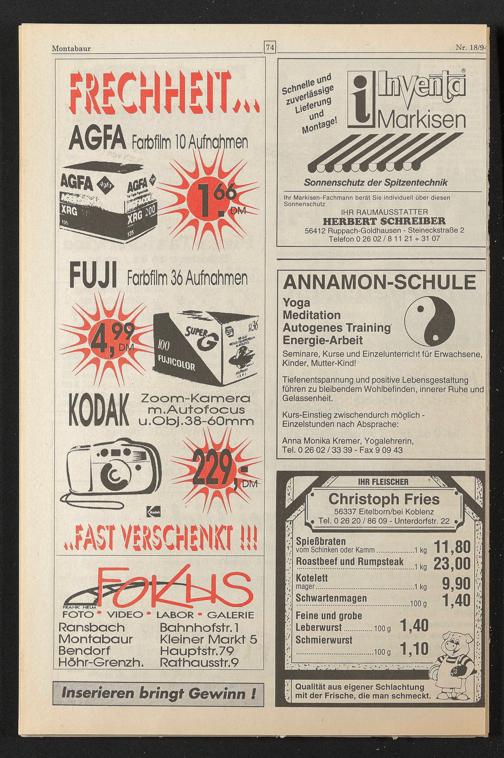 Montabaur
74
Nr. 18/9
FRECHHEIT...
AGFA Farbfilm 10 Aufnahmen
AGFA
AGFA
XRG
XRG 200
1.66
DM
FUJI Farbfilm 36 Aufnahmen
4,99
DM
SUPER G
36
100
FUJICOLOR
KODAK Zoom-Kamera
m.Autofocus
u.Obj.38-60mm
229,-
DM
Kodak
..FAST VERSCHENKT !!!
FOKUS
FRANK HELM
FOTO • VIDEO • LABOR • GALERIE
Ransbach Bahnhofstr.1
Montabaur Kleiner Markt 5
Bendorf Hauptstr.79
Höhr-Grenzh. Rathausstr.9
Inserieren bringt Gewinn !
Schnelle und
zuverlässige
Lieferung
und
Montage!
i Inventa
Markisen
Sonnenschutz der Spitzentechnik
Ihr Markisen-Fachmann berät Sie individuell über diesen
Sonnenschutz
IHR RAUMAUSSTATTER
HERBERT SCHREIBER
56412 Ruppach-Goldhausen - Steineckstraße 2
Telefon 0 26 02 / 8 11 21 + 31 07
ANNAMON-SCHULE
Yoga
Meditation
Autogenes Training
Energie-Arbeit
Seminare, Kurse und Einzelunterricht für Erwachsene,
Kinder, Mutter-Kind!
Tiefenentspannung und positive Lebensgestaltung
führen zu bleibendem Wohlbefinden, innerer Ruhe und
Gelassenheit.
Kurs-Einstieg zwischendurch möglich -
Einzelstunden nach Absprache:
Anna Monika Kremer, Yogalehrerin,
Tel. 0 26 02 / 33 39 - Fax 9 09 43
IHR FLEISCHER
Christoph Fries
56337 Eitelborn/bei Koblenz
Tel. 0 26 20 / 86 09 - Unterdorfstr. 22
Spießbraten
vom Schinken oder Kamm ..........1 kg 11,80
Roastbeef und Rumpsteak
..........1 kg 23,00
Kotelett
mager..........1 kg 9,90
Schwartenmagen
..........100 g 1,40
Feine und grobe
Leberwurst ..........100 g 1,40
Schmierwurst
..........100 g 1,10
Qualität aus eigener Schlachtung
mit der Frische, die man schmeckt.